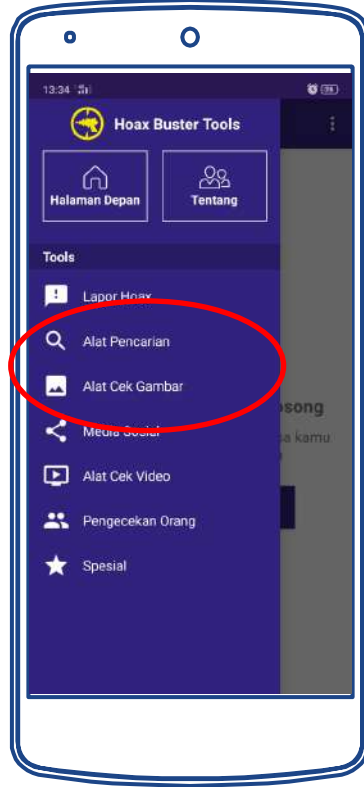 13:34
Hoax Buster Tools
Halaman Depan
Tentang
Tools
Lapor Hoax
Alat Pencarian
Alat Cek Gambar
osong
Media Sosial
sa kamu
Alat Cek Video
Pengecekan Orang
Spesial